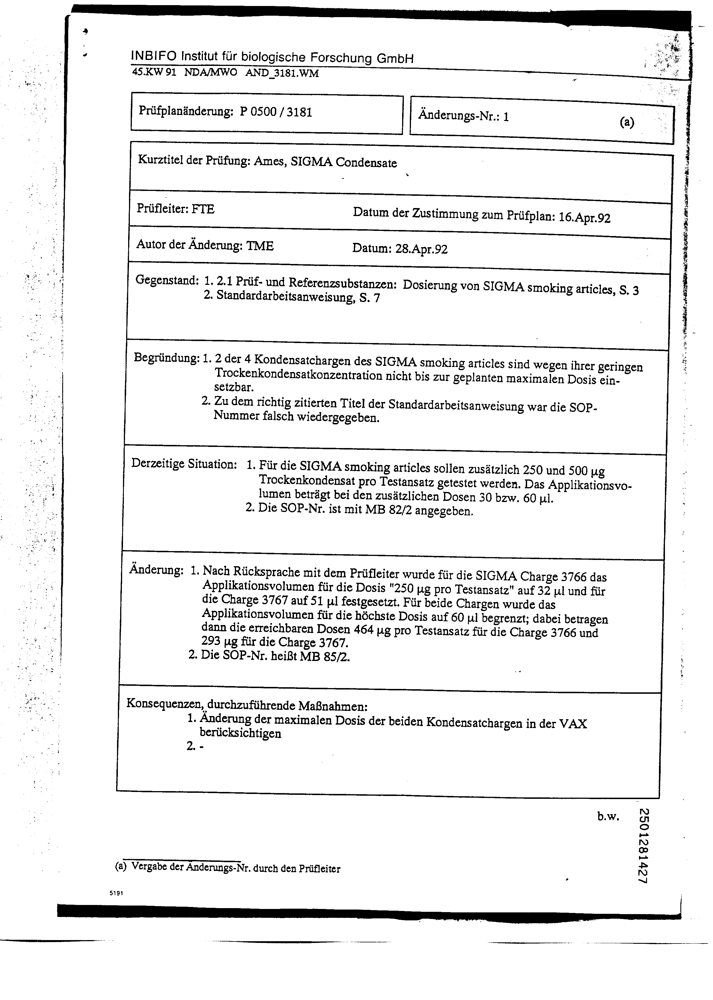 INBIFO Institut für biologische Forschung GmbH
45.KW 91 NDA/MWO AND_3181.WM
Prüfplanänderung: P 0500 / 3181
Änderungs-Nr.: 1
(a)
Kurztitel der Prüfung: Ames, SIGMA Condensate
Prüfleiter: FTE
Datum der Zustimmung zum Prüfplan: 16.Apr.92
Autor der Änderung: TME
Datum: 28.Apr.92
Gegenstand: 1. 2.1 Prüf- und Referenzsubstanzen: Dosierung von SIGMA smoking articles, S. 3
2. Standardarbeitsanweisung, S. 7
Begründung: 1. 2 der 4 Kondensatchargen des SIGMA smoking articles sind wegen ihrer geringen
Trockenkondensatkonzentration nicht bis zur geplanten maximalen Dosis ein-
setzbar.
2. Zu dem richtig zitierten Titel der Standardarbeitsanweisung war die SOP-
Nummer falsch wiedergegeben.
Derzeitige Situation: 1. Für die SIGMA smoking articles sollen zusätzlich 250 und 500 µg
Trockenkondensat pro Testansatz getestet werden. Das Applikationsvo-
lumen beträgt bei den zusätzlichen Dosen 30 bzw. 60 µl.
2. Die SOP-Nr. ist mit MB 82/2 angegeben.
Änderung: 1. Nach Rücksprache mit dem Prüfleiter wurde für die SIGMA Charge 3766 das
Applikationsvolumen für die Dosis "250 µg pro Testansatz" auf 32 µl und für
die Charge 3767 auf 51 µl festgesetzt. Für beide Chargen wurde das
Applikationsvolumen für die höchste Dosis auf 60 µl begrenzt; dabei betragen
dann die erreichbaren Dosen 464 µg pro Testansatz für die Charge 3766 und
293 µg für die Charge 3767.
2. Die SOP-Nr. heißt MB 85/2.
Konsequenzen, durchzuführende Maßnahmen:
1. Änderung der maximalen Dosis der beiden Kondensatchargen in der VAX
berücksichtigen
2. -
b.w.
2501281427
(a) Vergabe der Änderungs-Nr. durch den Prüfleiter
5191